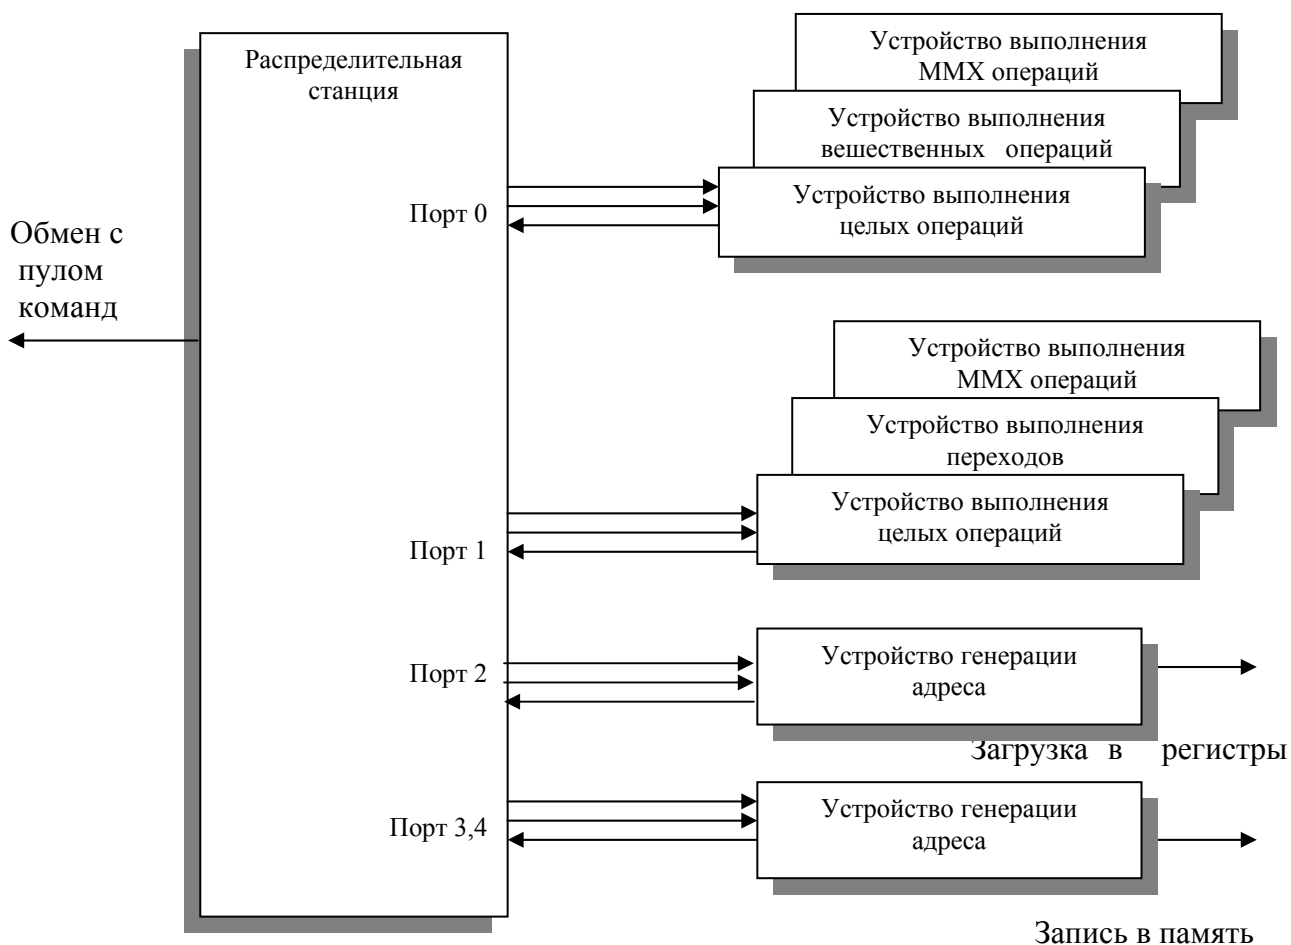 Распределительная
станция
Устройство выполнения
MMX операций
Устройство выполнения
вешественных операций
Устройство выполнения
целых операций
Порт 0
Обмен с
пулом
команд
Устройство выполнения
MMX операций
Устройство выполнения
переходов
Устройство выполнения
целых операций
Порт 1
Устройство генерации
адреса
Порт 2
Загрузка в регистры
Устройство генерации
адреса
Порт 3,4
Запись в память